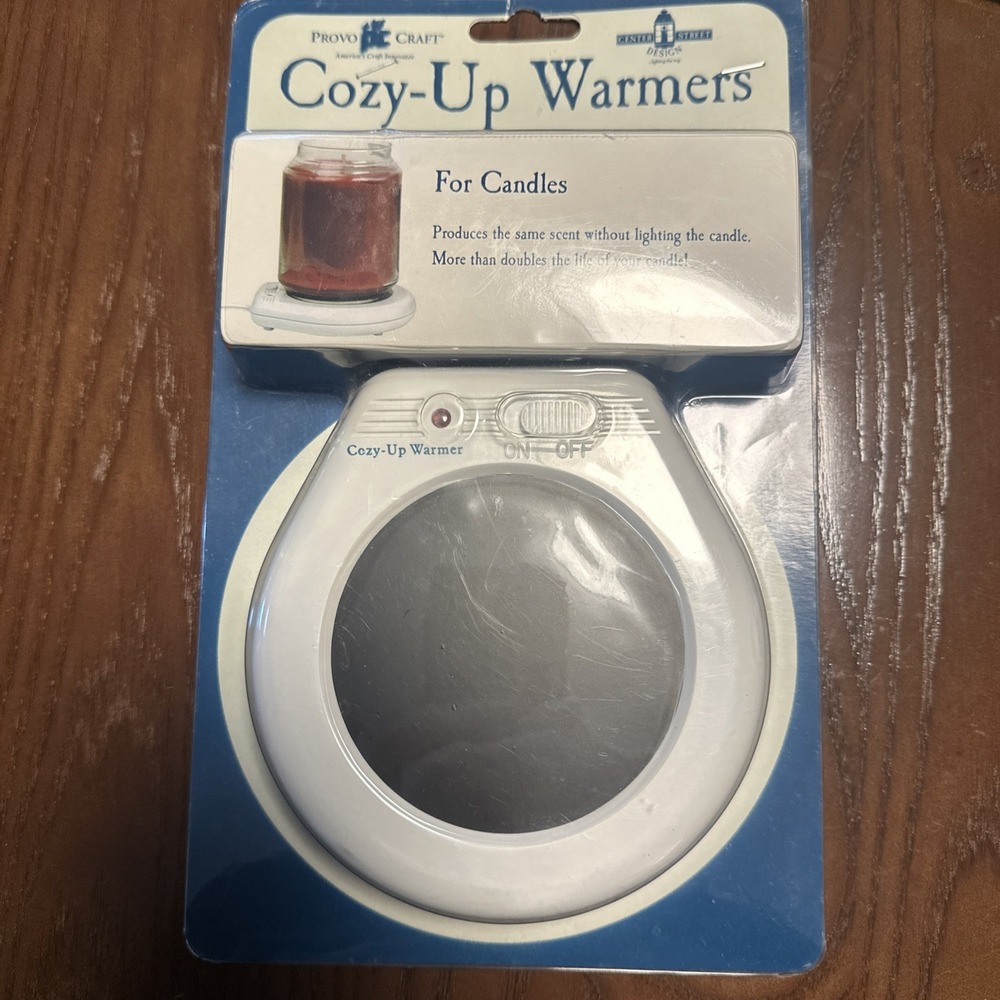 PROVO CRAFT™
America's Craft Innovator
CENTER STREET
DESIGN
Cozy-Up Warmers
For Candles
Produces the same scent without lighting the candle.
More than doubles the life of your candle!
Cozy-Up Warmer
ON OFF